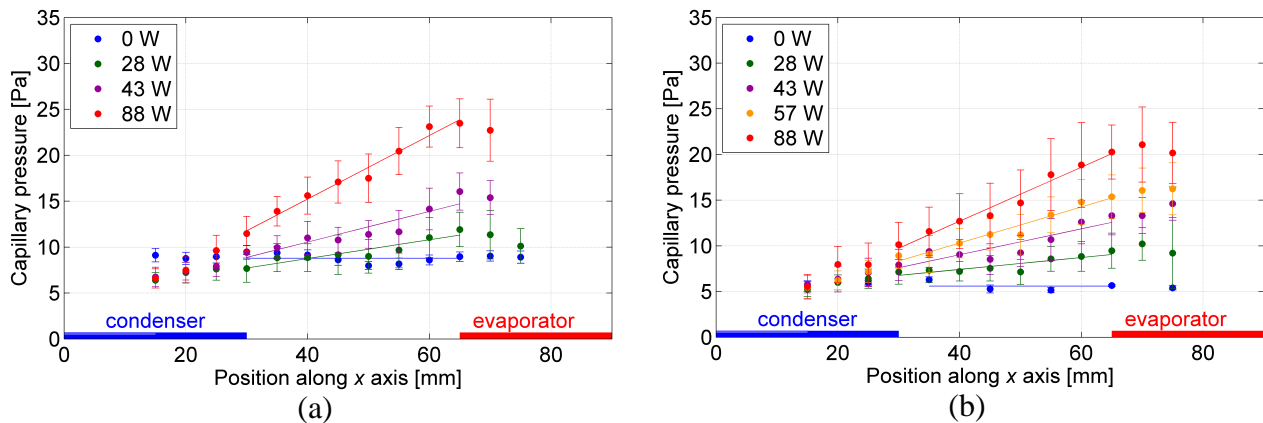 35
30
25
20
15
10
5
0
Capillary pressure [Pa]
0 W
28 W
43 W
88 W
condenser
evaporator
0 20 40 60 80
Position along x axis [mm]
(a)
35
30
25
20
15
10
5
0
Capillary pressure [Pa]
0 W
28 W
43 W
57 W
88 W
condenser
evaporator
0 20 40 60 80
Position along x axis [mm]
(b)